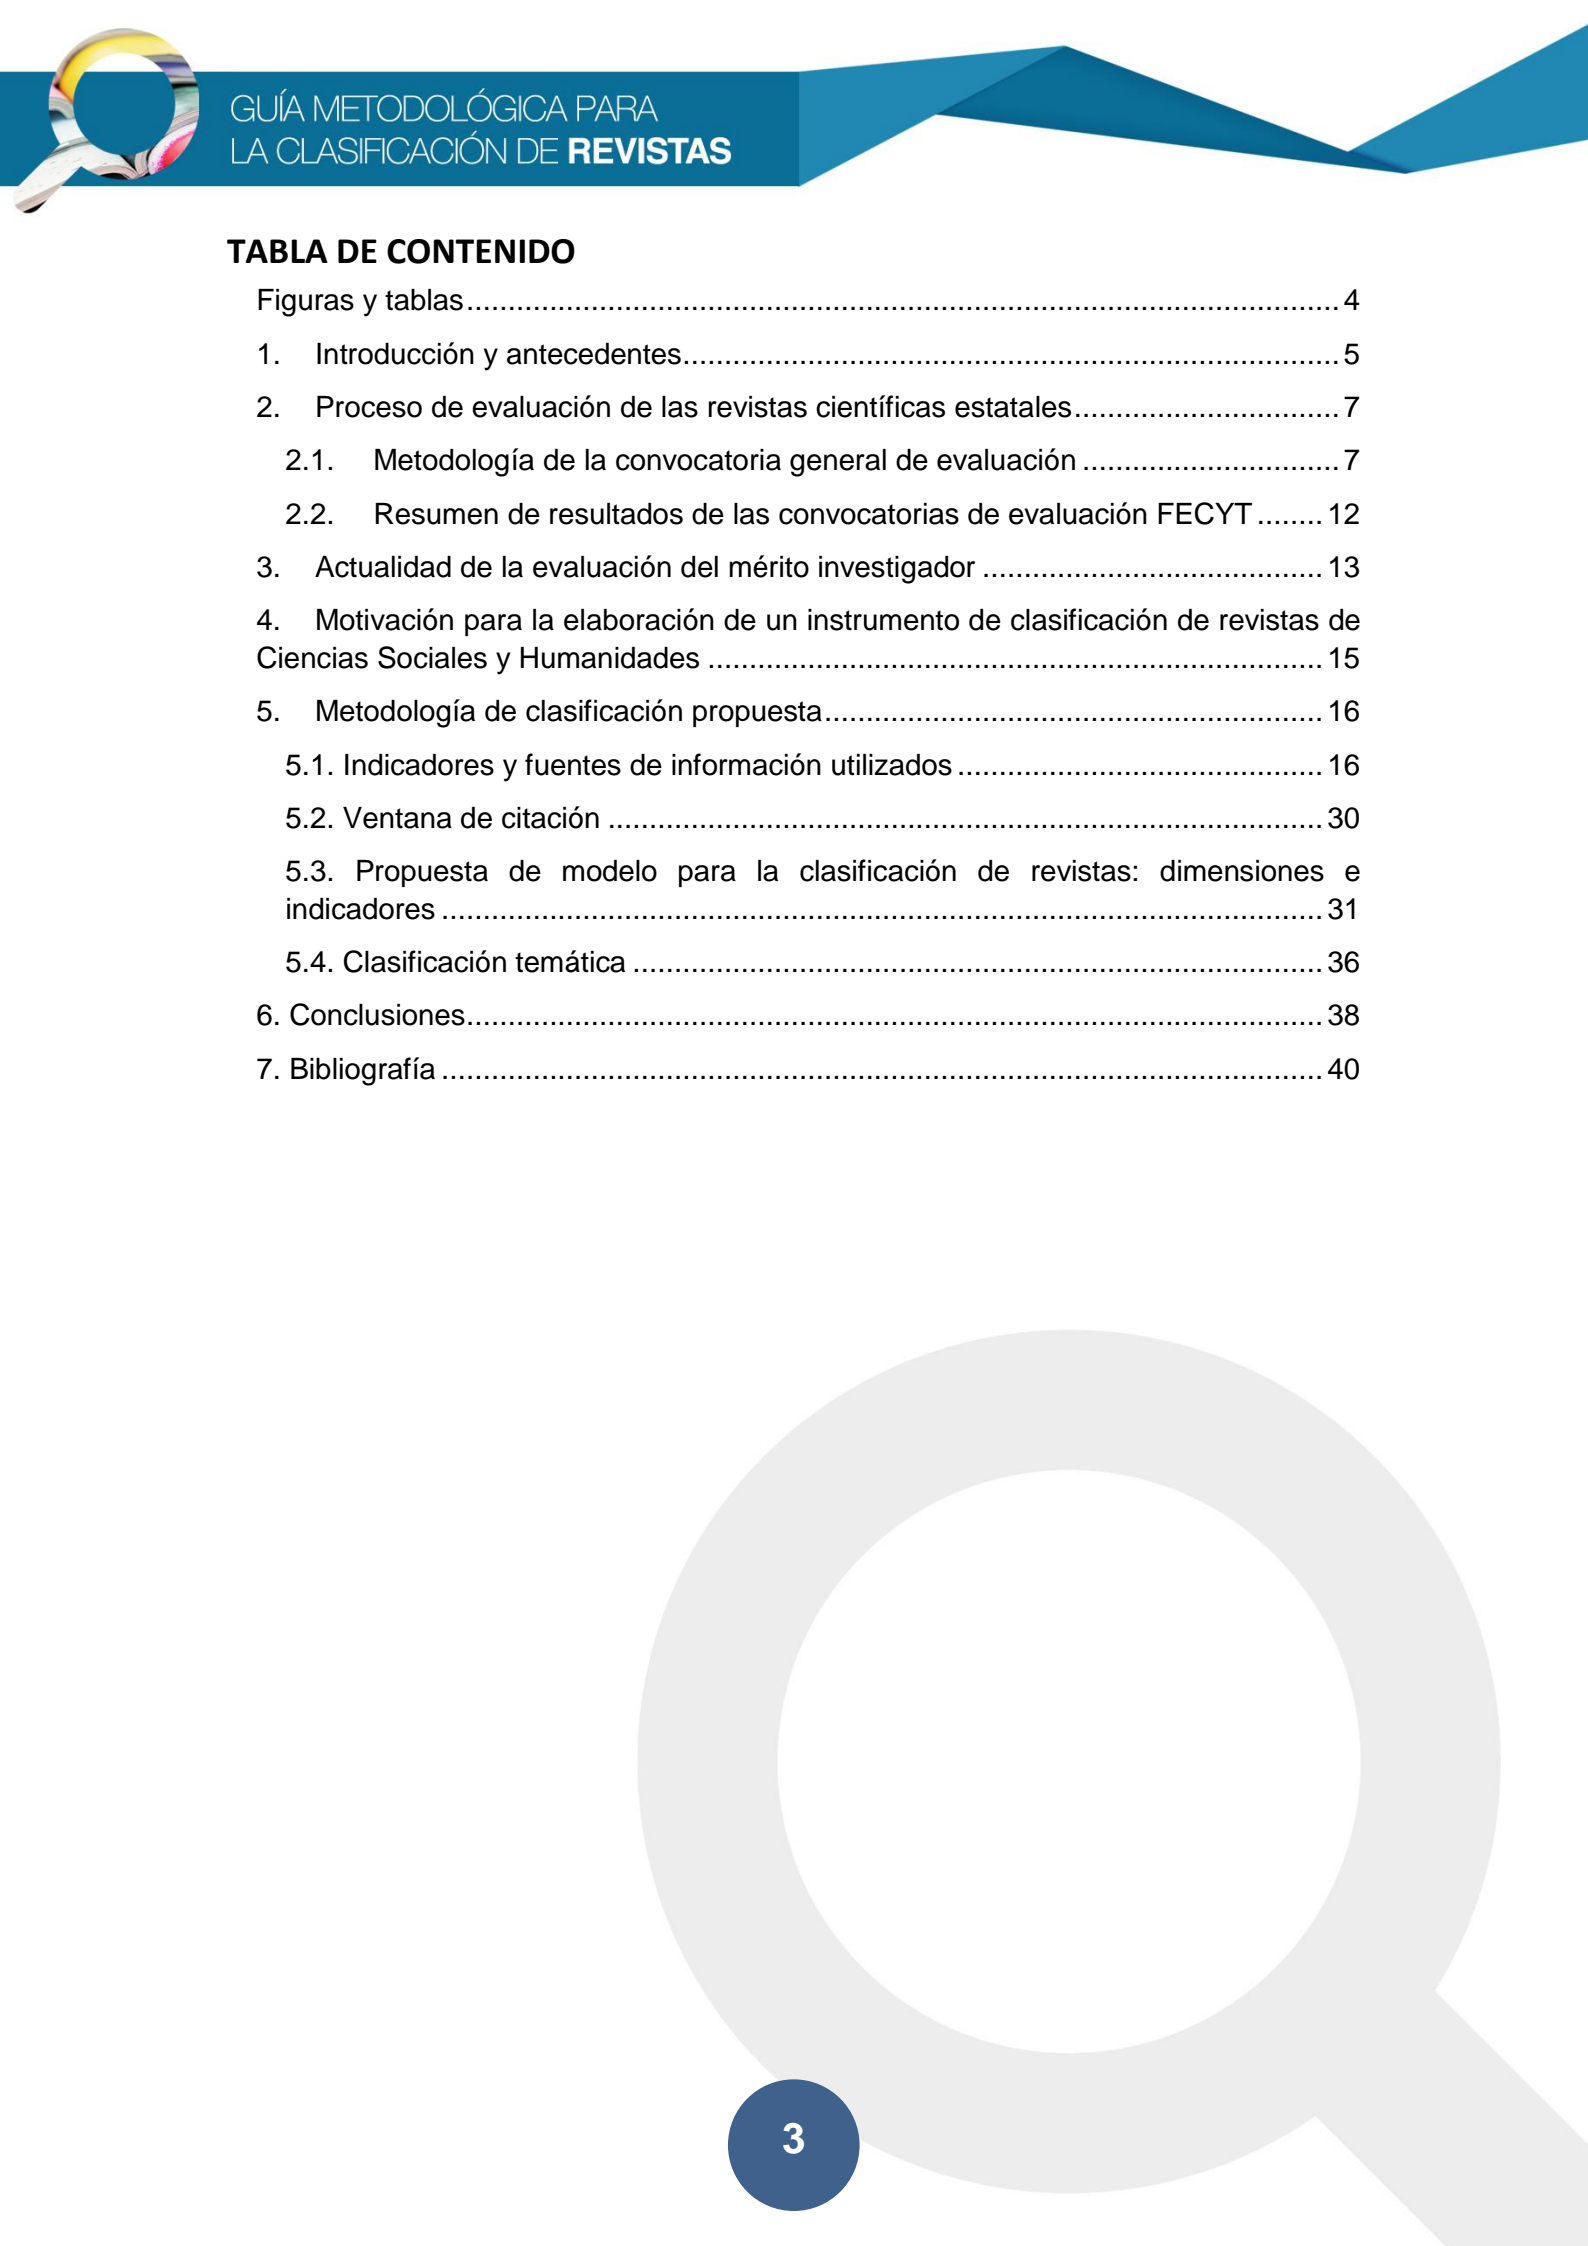 GUÍA METODOLÓGICA PARA
LA CLASIFICACIÓN DE REVISTAS
TABLA DE CONTENIDO
Figuras y tablas.......... 4
1. Introducción y antecedentes.......... 5
2. Proceso de evaluación de las revistas científicas estatales.......... 7
2.1. Metodología de la convocatoria general de evaluación .......... 7
2.2. Resumen de resultados de las convocatorias de evaluación FECYT ........ 12
3. Actualidad de la evaluación del mérito investigador .......... 13
4. Motivación para la elaboración de un instrumento de clasificación de revistas de
Ciencias Sociales y Humanidades .......... 15
5. Metodología de clasificación propuesta.......... 16
5.1. Indicadores y fuentes de información utilizados .......... 16
5.2. Ventana de citación .......... 30
5.3. Propuesta de modelo para la clasificación de revistas: dimensiones e
indicadores .......... 31
5.4. Clasificación temática .......... 36
6. Conclusiones.......... 38
7. Bibliografía .......... 40
3